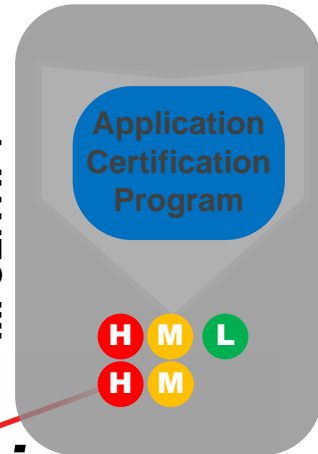 Application
Certification
Program
H M L
H M